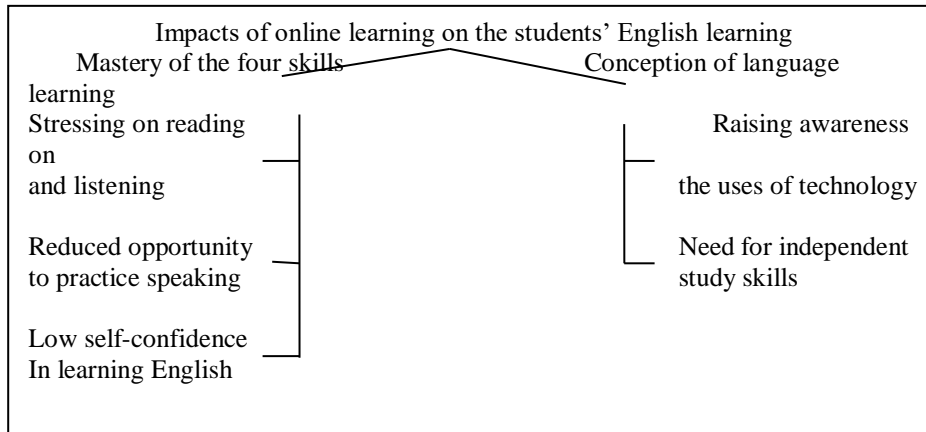 Impacts of online learning on the students’ English learning
Mastery of the four skills Conception of language
learning
Stressing on reading Raising awareness
on
and listening the uses of technology
Reduced opportunity Need for independent
to practice speaking study skills
Low self-confidence
In learning English